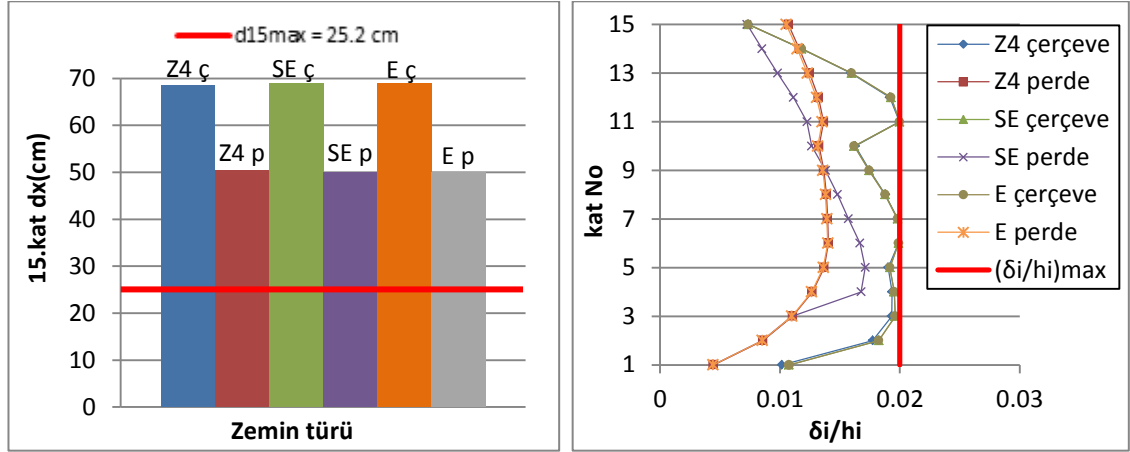 d15max = 25.2 cm
15.kat dx(cm)
70
60
50
40
30
20
10
0
Z4 ç
Z4 p
SE ç
SE p
E ç
E p
Zemin türü
kat No
15
13
11
9
7
5
3
1
0
0.01
0.02
0.03
δi/hi
Z4 çerçeve
Z4 perde
SE çerçeve
SE perde
E çerçeve
E perde
(δi/hi)max